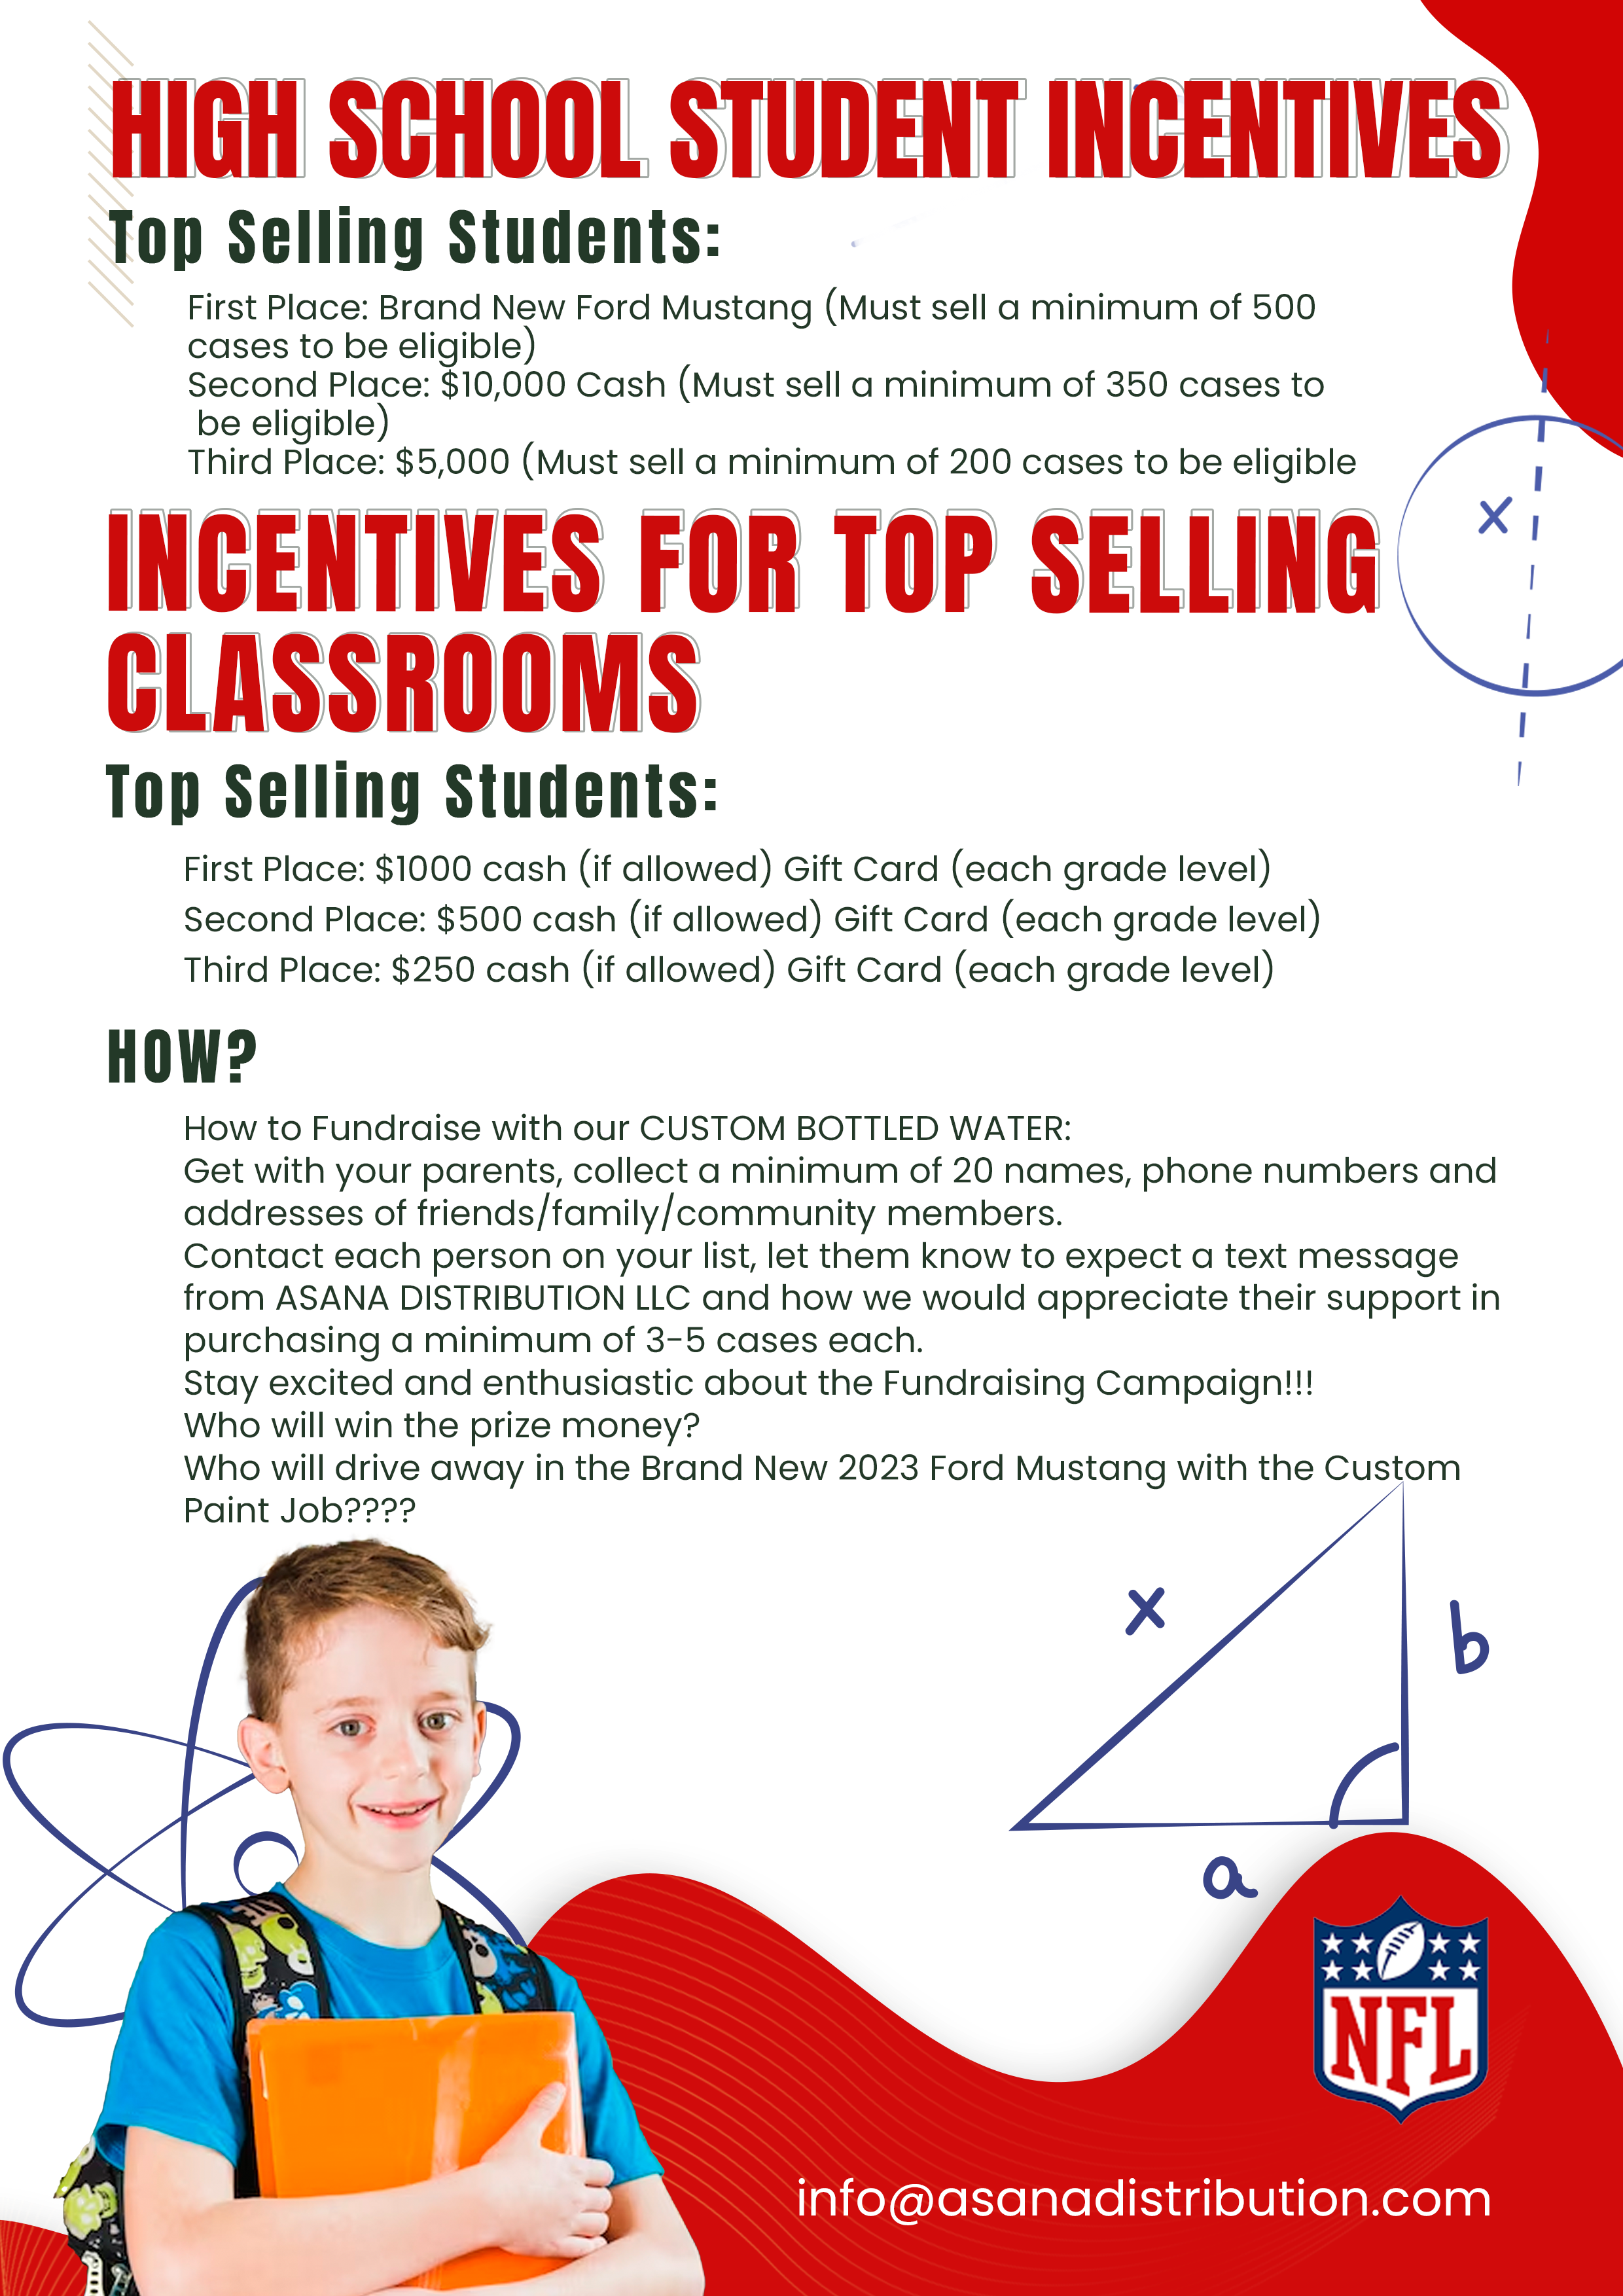 HIGH SCHOOL STUDENT INCENTIVES
Top Selling Students:
First Place: Brand New Ford Mustang (Must sell a minimum of 500
cases to be eligible)
Second Place: $10,000 Cash (Must sell a minimum of 350 cases to
be eligible)
Third Place: $5,000 (Must sell a minimum of 200 cases to be eligible
x
INCENTIVES FOR TOP SELLING
CLASSROOMS
Top Selling Students:
First Place: $1000 cash (if allowed) Gift Card (each grade level)
Second Place: $500 cash (if allowed) Gift Card (each grade level)
Third Place: $250 cash (if allowed) Gift Card (each grade level)
HOW?
How to Fundraise with our CUSTOM BOTTLED WATER:
Get with your parents, collect a minimum of 20 names, phone numbers and
addresses of friends/family/community members.
Contact each person on your list, let them know to expect a text message
from ASANA DISTRIBUTION LLC and how we would appreciate their support in
purchasing a minimum of 3-5 cases each.
Stay excited and enthusiastic about the Fundraising Campaign!!!
Who will win the prize money?
Who will drive away in the Brand New 2023 Ford Mustang with the Custom
Paint Job????
x
b
a
NFL
info@asanadistribution.com